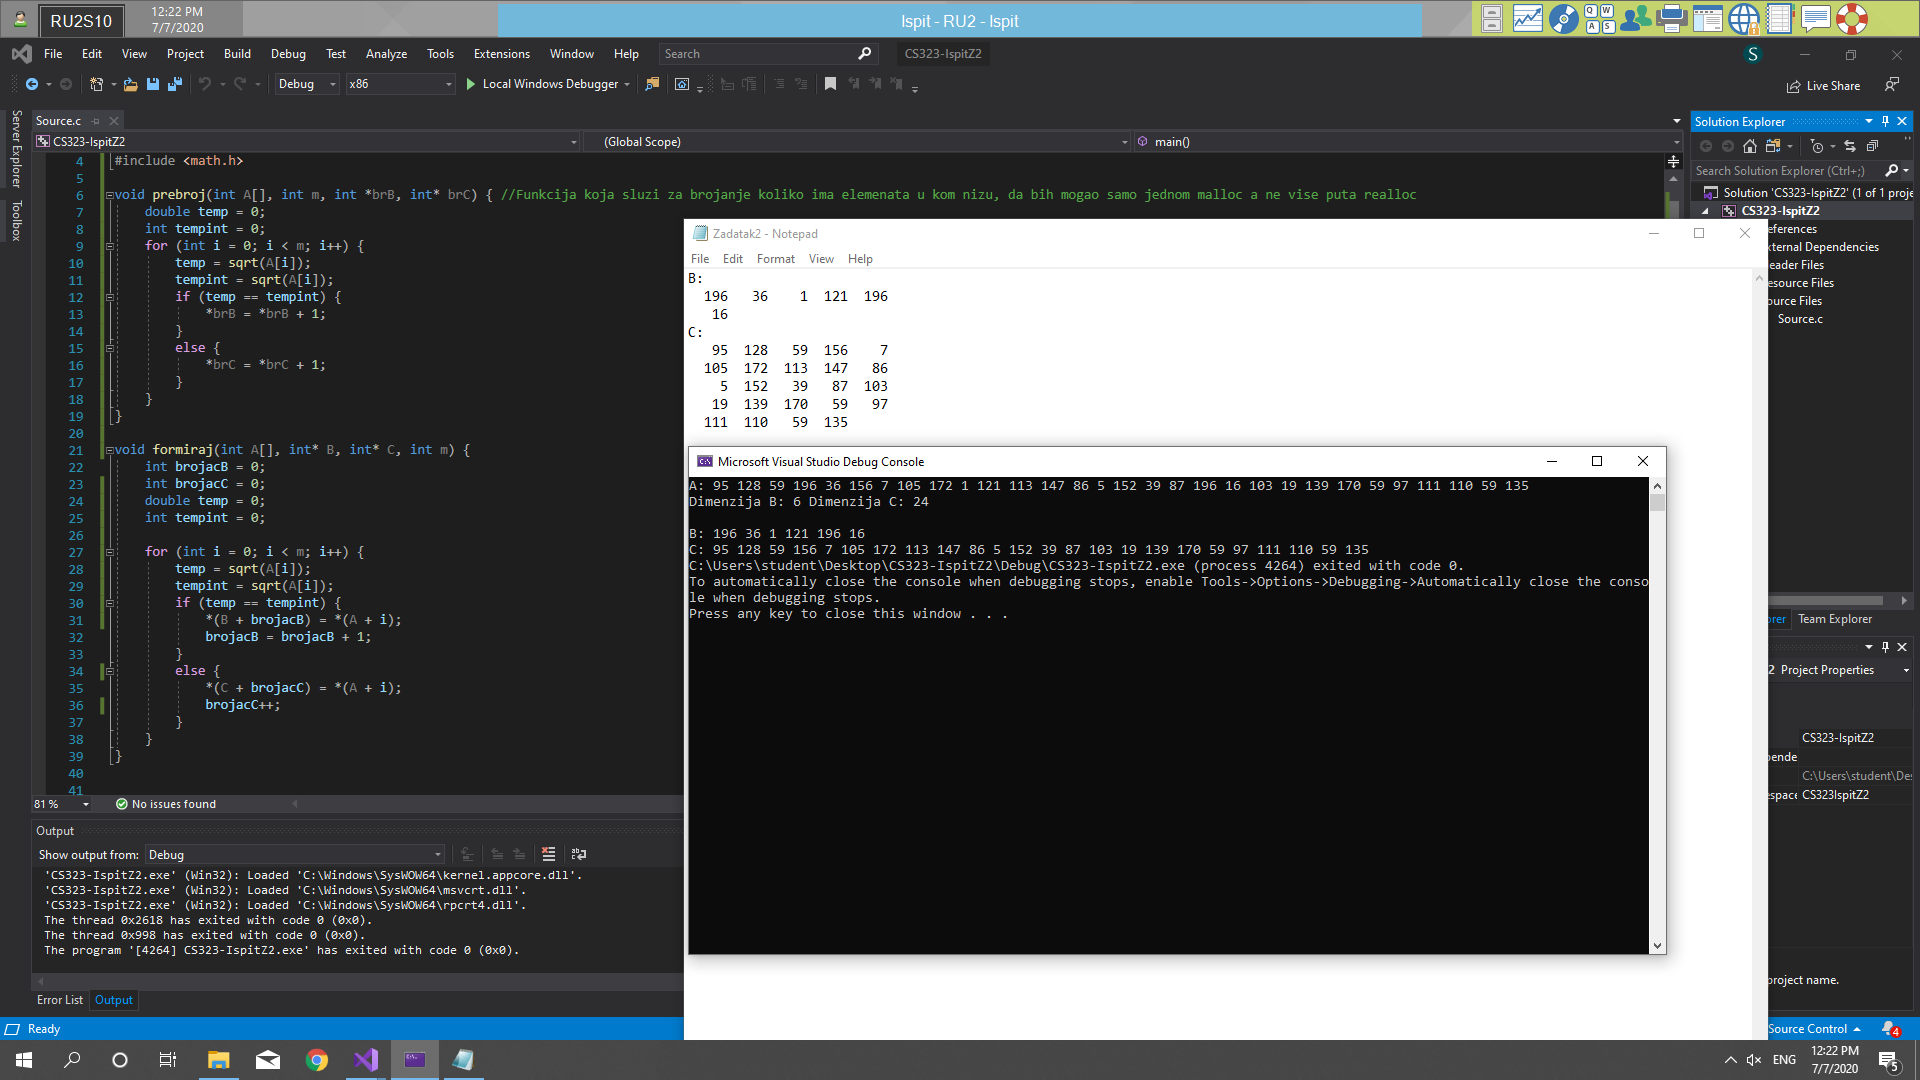 RU2S10
12:22 PM
7/7/2020
Ispit - RU2 - Ispit
File Edit View Project Build Debug Test Analyze Tools Extensions Window Help Search CS323-IspitZ2 S
Debug x86 Local Windows Debugger Live Share
Server Explorer
Toolbox
Source.c
CS323-IspitZ2 (Global Scope) main()
4 #include <math.h>
5
6 void prebroj(int A[], int m, int *brB, int* brC) { //Funkcija koja sluzi za brojanje koliko ima elemenata u kom nizu, da bih mogao samo jednom malloc a ne vise puta realloc
7 double temp = 0;
8 int tempint = 0;
9 for (int i = 0; i < m; i++) {
10 temp = sqrt(A[i]);
11 tempint = sqrt(A[i]);
12 if (temp == tempint) {
13 *brB = *brB + 1;
14 }
15 else {
16 *brC = *brC + 1;
17 }
18 }
19 }
20
21 void formiraj(int A[], int* B, int* C, int m) {
22 int brojacB = 0;
23 int brojacC = 0;
24 double temp = 0;
25 int tempint = 0;
26
27 for (int i = 0; i < m; i++) {
28 temp = sqrt(A[i]);
29 tempint = sqrt(A[i]);
30 if (temp == tempint) {
31 *(B + brojacB) = *(A + i);
32 brojacB = brojacB + 1;
33 }
34 else {
35 *(C + brojacC) = *(A + i);
36 brojacC++;
37 }
38 }
39 }
40
41
81 % No issues found
Output
Show output from: Debug
'CS323-IspitZ2.exe' (Win32): Loaded 'C:\Windows\SysWOW64\kernel.appcore.dll'.
'CS323-IspitZ2.exe' (Win32): Loaded 'C:\Windows\SysWOW64\msvcrt.dll'.
'CS323-IspitZ2.exe' (Win32): Loaded 'C:\Windows\SysWOW64\rpcrt4.dll'.
The thread 0x2618 has exited with code 0 (0x0).
The thread 0x998 has exited with code 0 (0x0).
The program '[4264] CS323-IspitZ2.exe' has exited with code 0 (0x0).
Error List Output
Ready
Zadatak2 - Notepad
File Edit Format View Help
B:
196 36 1 121 196
16
C:
95 128 59 156 7
105 172 113 147 86
5 152 39 87 103
19 139 170 59 97
111 110 59 135
Microsoft Visual Studio Debug Console
A: 95 128 59 196 36 156 7 105 172 1 121 113 147 86 5 152 39 87 196 16 103 19 139 170 59 97 111 110 59 135
Dimenzija B: 6 Dimenzija C: 24
B: 196 36 1 121 196 16
C: 95 128 59 156 7 105 172 113 147 86 5 152 39 87 103 19 139 170 59 97 111 110 59 135
C:\Users\student\Desktop\CS323-IspitZ2\Debug\CS323-IspitZ2.exe (process 4264) exited with code 0.
To automatically close the console when debugging stops, enable Tools->Options->Debugging->Automatically close the conso
le when debugging stops.
Press any key to close this window . . .
Solution Explorer
Search Solution Explorer (Ctrl+;)
Solution 'CS323-IspitZ2' (1 of 1 proje
CS323-IspitZ2
eferences
xternal Dependencies
eader Files
esource Files
ource Files
Source.c
orer Team Explorer
2 Project Properties
CS323-IspitZ2
pende
C:\Users\student\Des
espace CS323IspitZ2
project name.
Source Control 4
ENG
12:22 PM
7/7/2020
5